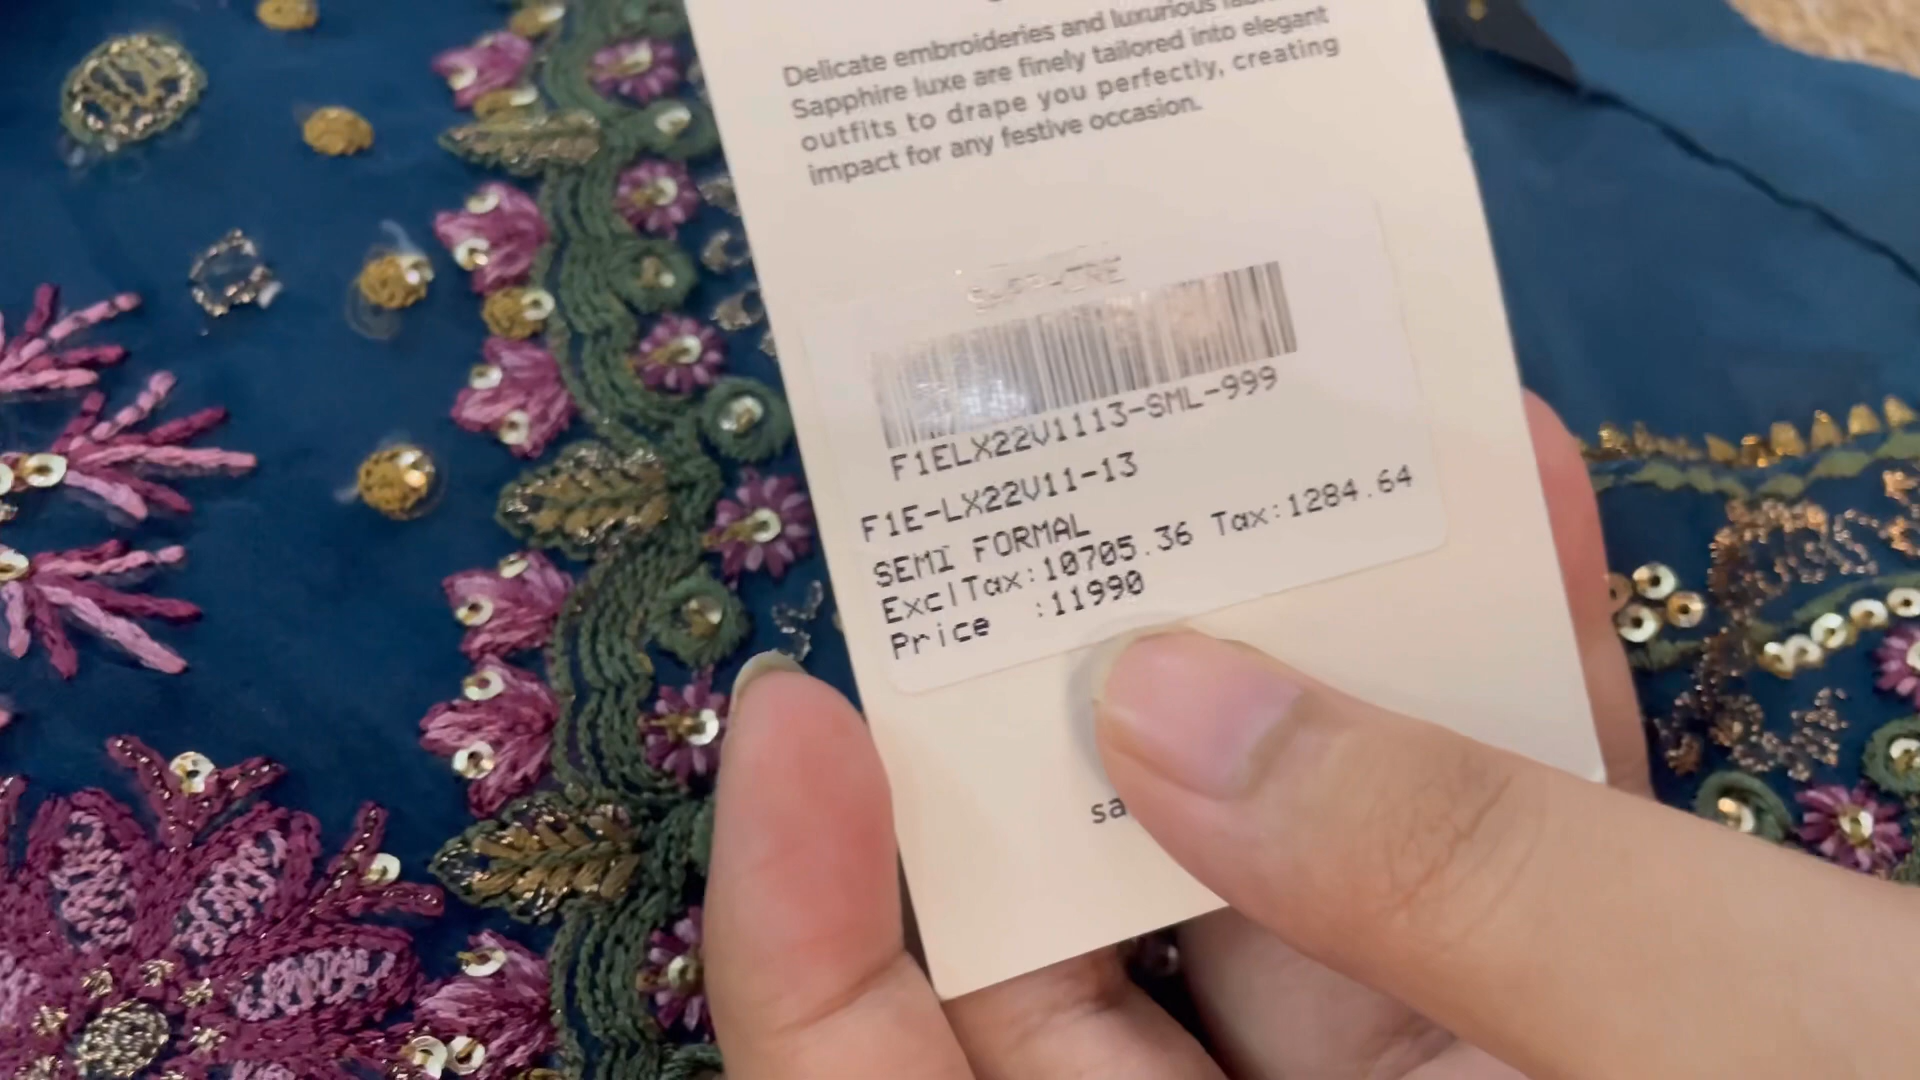 Delicate embroideries and luxurious
Sapphire luxe are finely tailored into elegant
outfits to drape you perfectly, creating
impact for any festive occasion.
SAPPHIRE
F1ELX22V1113-SML-999
F1E-LX22V11-13
SEMI FORMAL
ExclTax:10705.36 Tax:1284.64
Price :11990